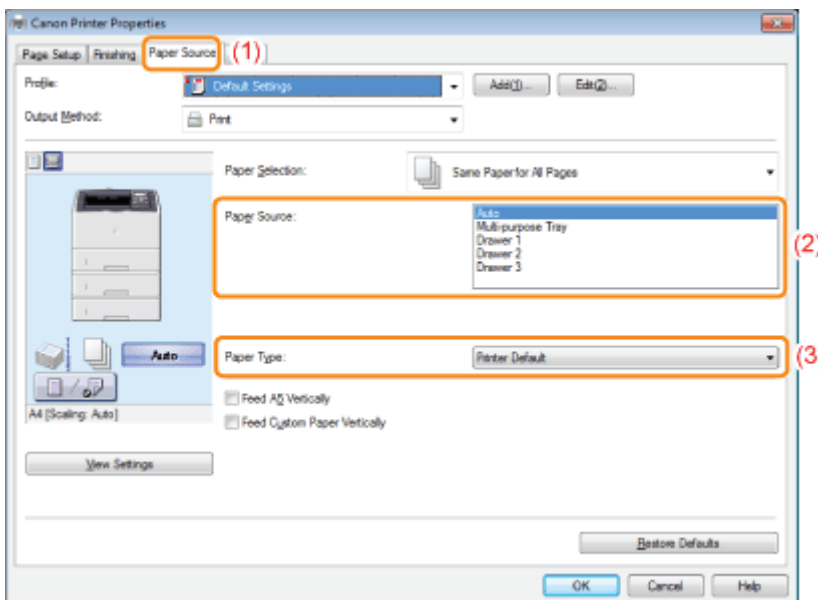 Canon Printer Properties
Page Setup Finishing Paper Source (1)
Profile: Default Settings Add(1)... Edit(2)...
Output Method: Print
Paper Selection: Same Paper for All Pages
Paper Source: Auto
Multi-purpose Tray
Drawer 1
Drawer 2
Drawer 3
(2)
Auto
Paper Type: Printer Default
(3
Feed A5 Vertically
A4 [Scaling: Auto]
Feed Custom Paper Vertically
View Settings
Restore Defaults
OK Cancel Help